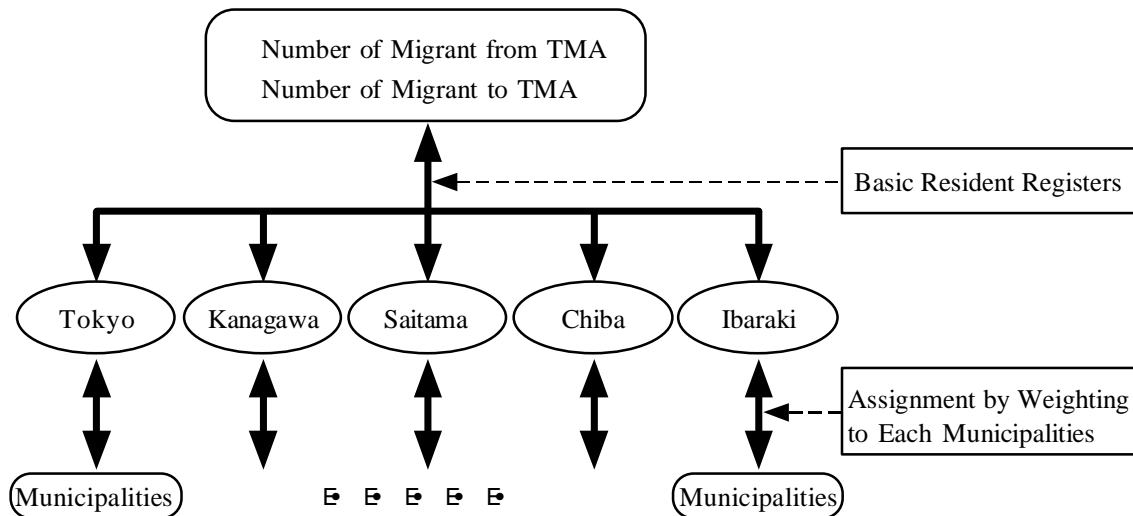 Number of Migrant from TMA
Number of Migrant to TMA
Basic Resident Registers
Tokyo
Kanagawa
Saitama
Chiba
Ibaraki
Assignment by Weighting
to Each Municipalities
Municipalities
E• E• E• E• E•
Municipalities